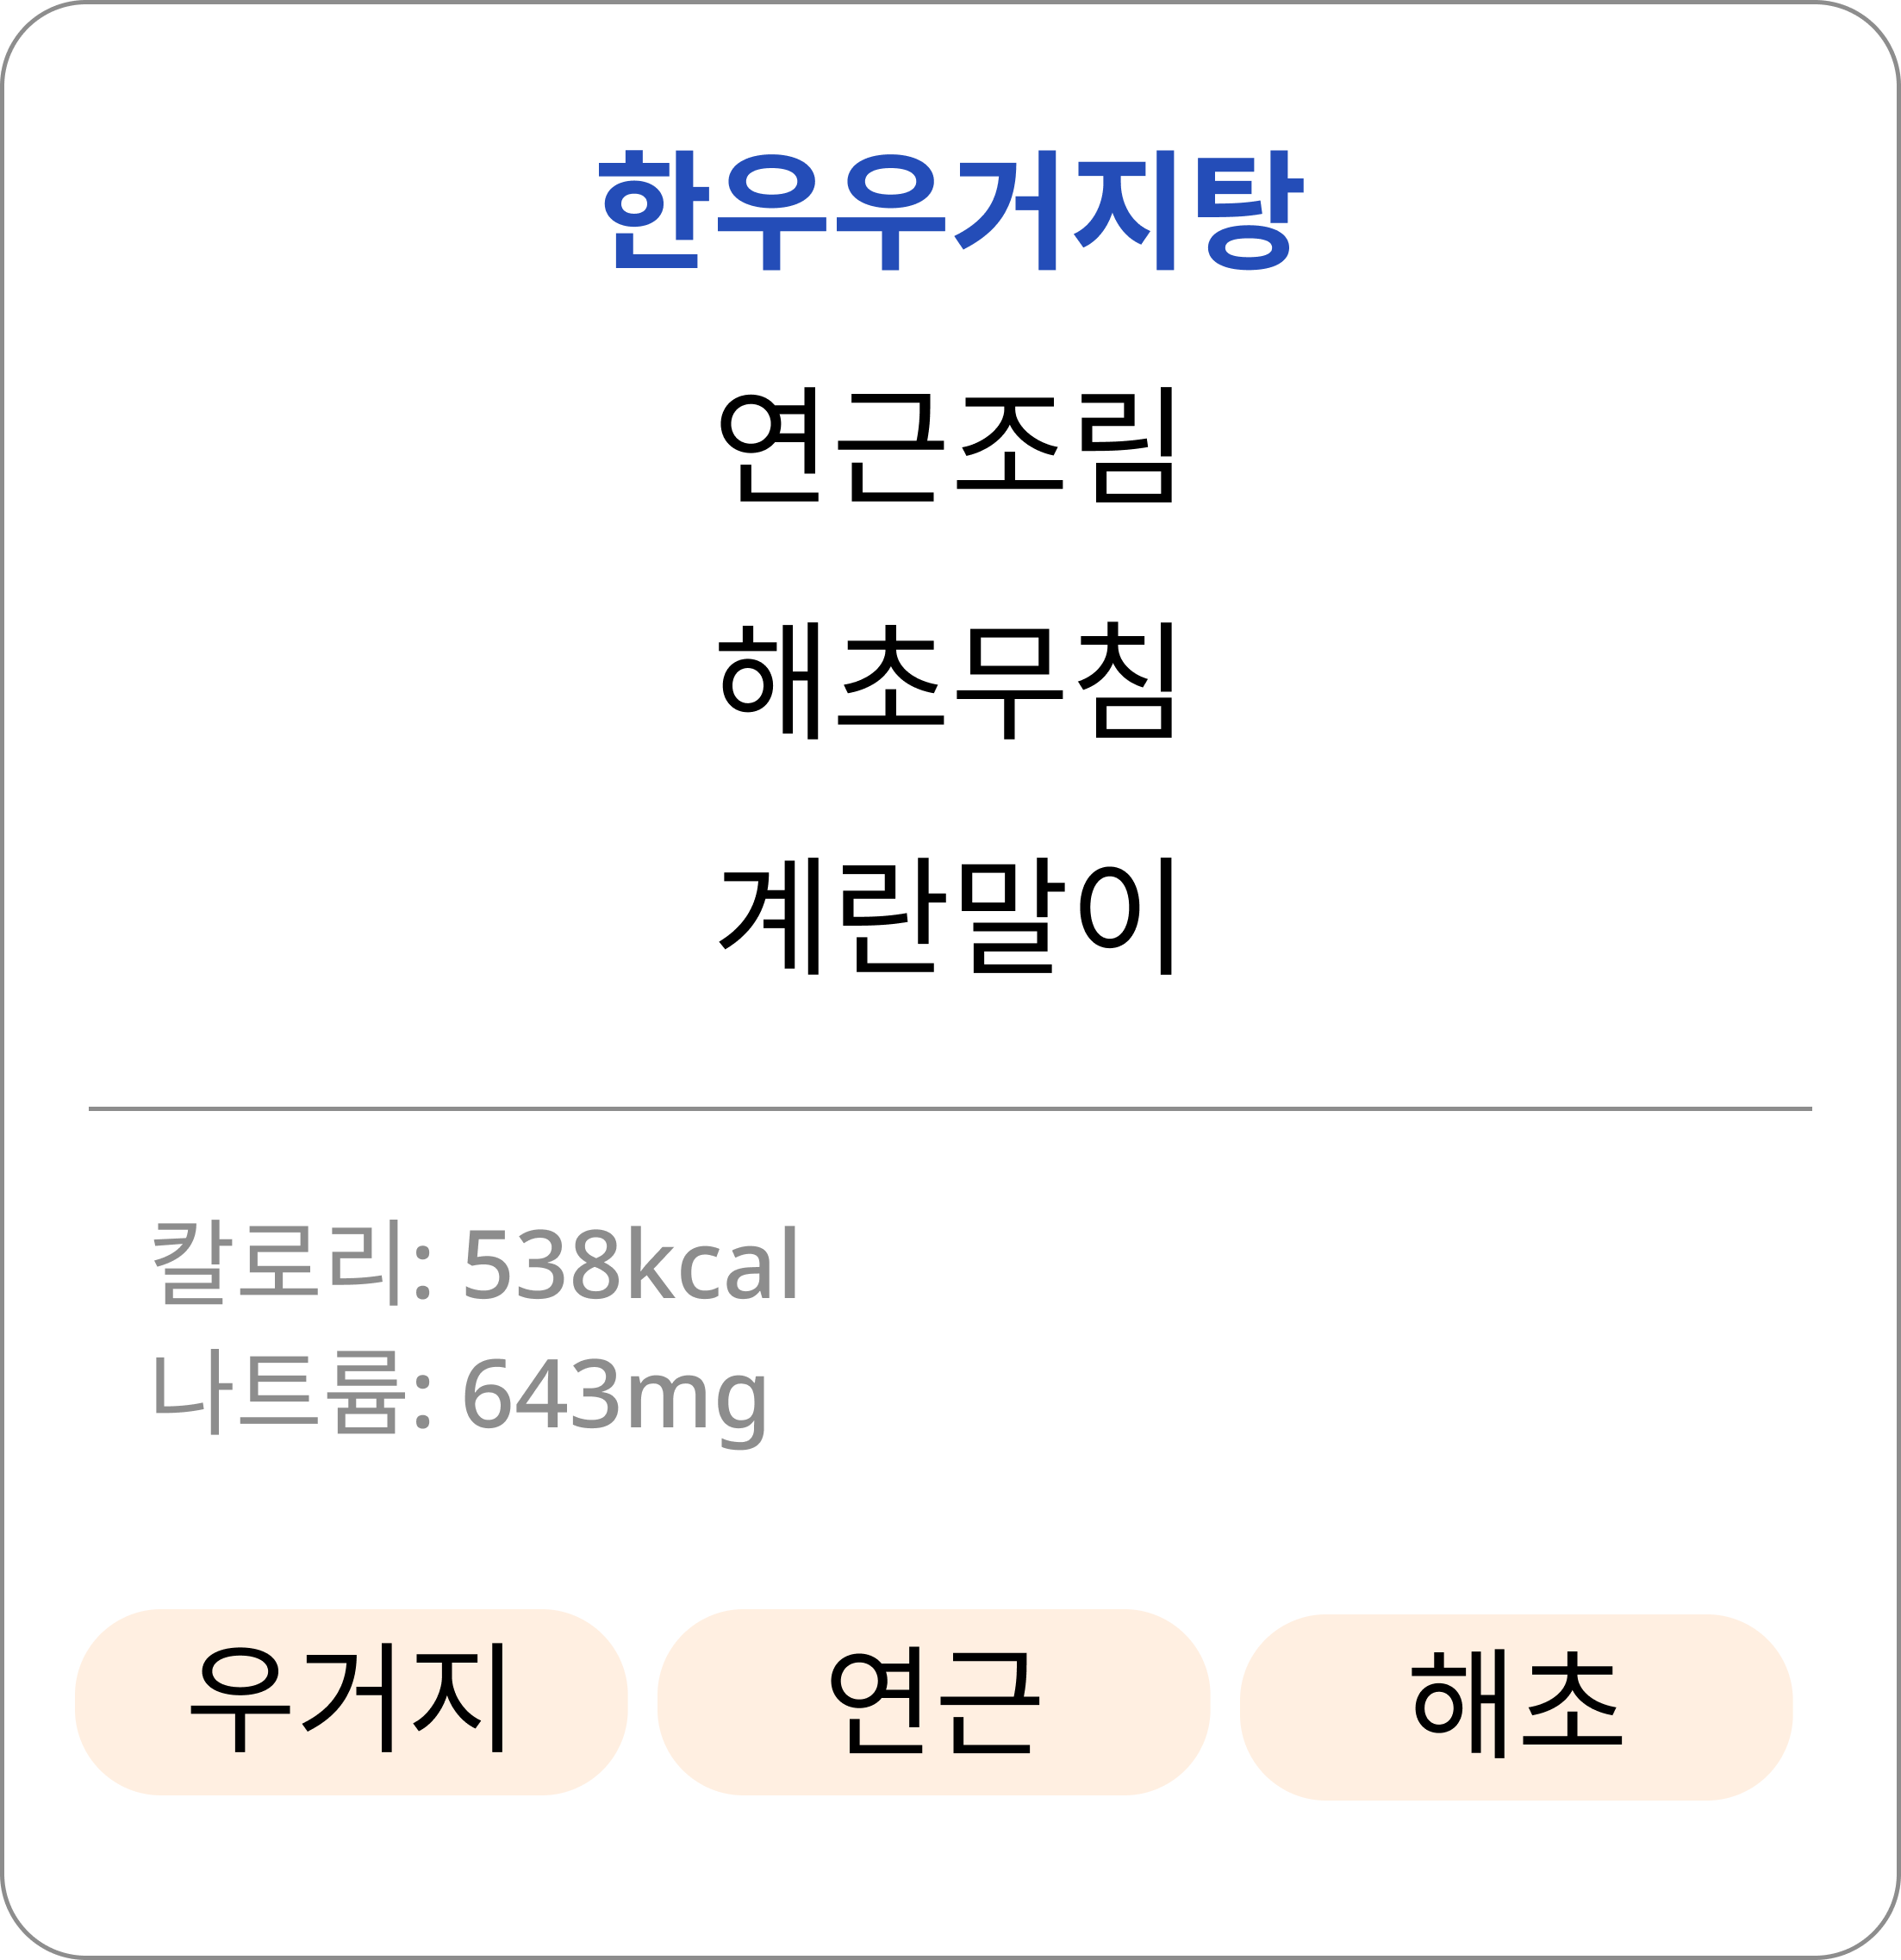 한우우거지탕
연근조림
해초무침
계란말이
칼로리: 538kcal
나트륨: 643mg
우거지
연근
해초